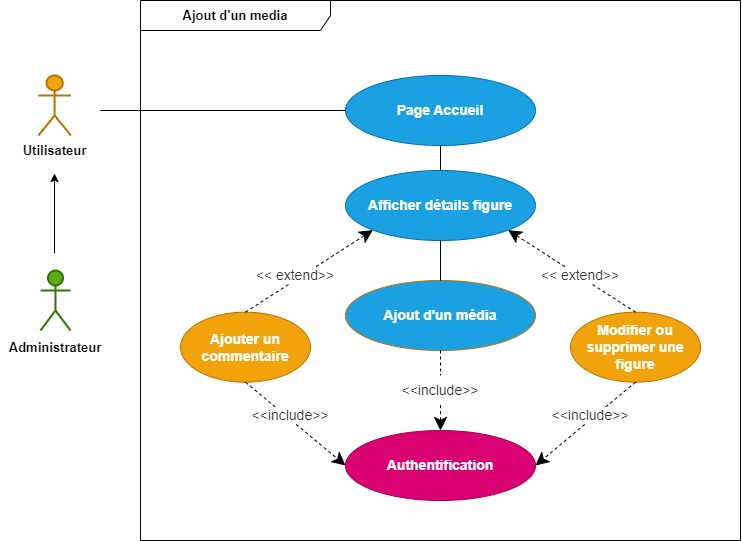 Ajout d'un media
Page Accueil
Utilisateur
Afficher détails figure
<< extend>>
<< extend>>
Ajout d'un média
Ajouter un
commentaire
Modifier ou
supprimer une
figure
Administrateur
<<include>>
<<include>>
<<include>>
Authentification